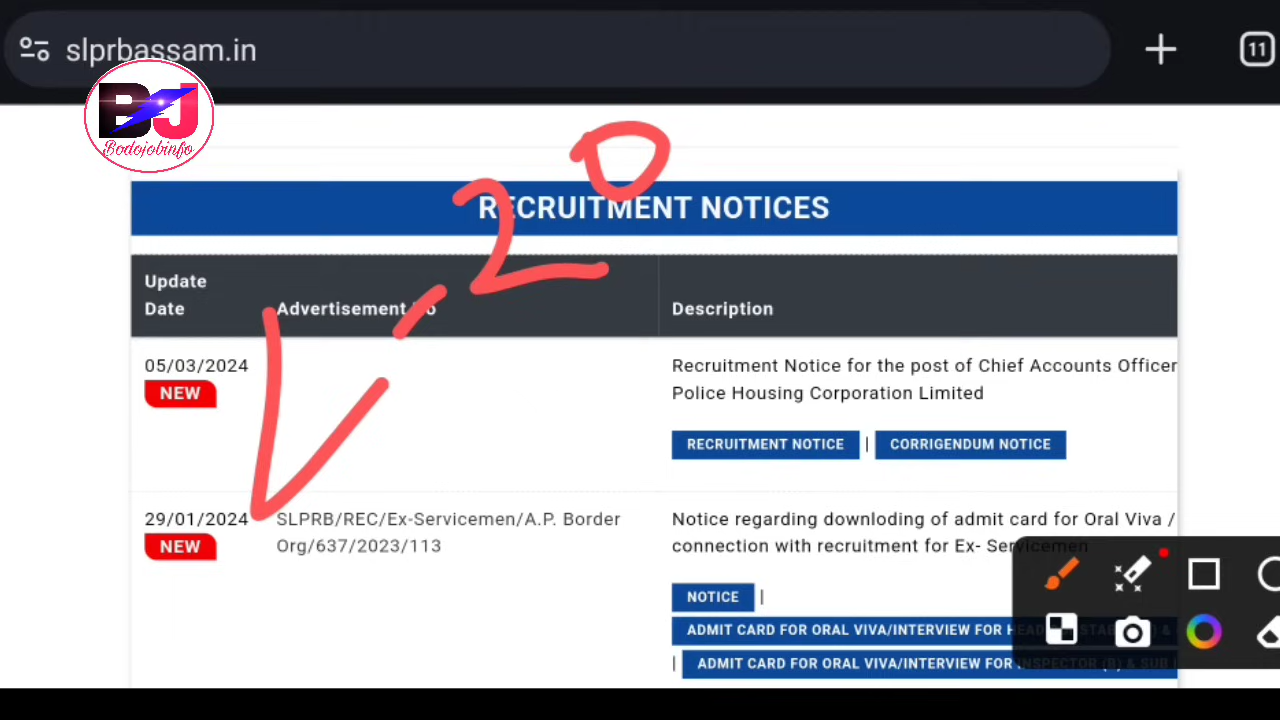 slprbassam.in
11
BJ
Bodojobinfo
V-20
RECRUITMENT NOTICES
Update Date
Advertisement No
Description
05/03/2024
NEW
Recruitment Notice for the post of Chief Accounts Officer
Police Housing Corporation Limited
RECRUITMENT NOTICE | CORRIGENDUM NOTICE
29/01/2024
NEW
SLPRB/REC/Ex-Servicemen/A.P. Border
Org/637/2023/113
Notice regarding downloding of admit card for Oral Viva /
connection with recruitment for Ex- Servicemen
NOTICE |
ADMIT CARD FOR ORAL VIVA/INTERVIEW FOR
| ADMIT CARD FOR ORAL VIVA/INTERVIEW FOR INSPECTOR (B) & SUB